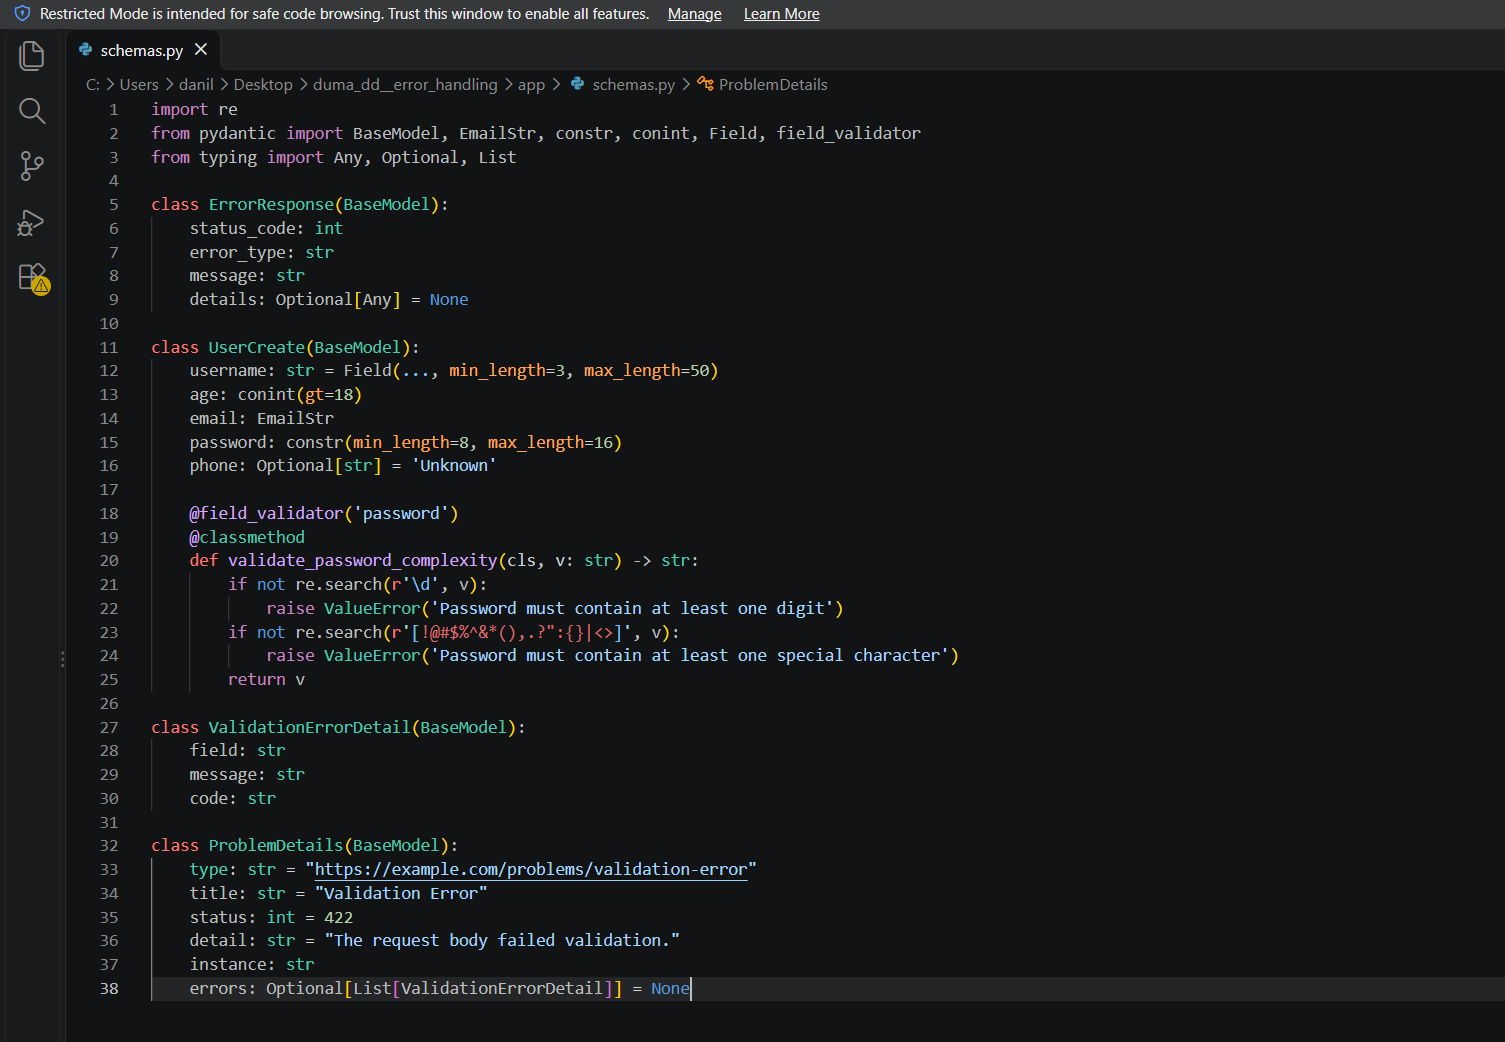 Restricted Mode is intended for safe code browsing. Trust this window to enable all features. Manage Learn More
schemas.py
C: > Users > danil > Desktop > duma_dd__error_handling > app > schemas.py > ProblemDetails
1 import re
2 from pydantic import BaseModel, EmailStr, constr, conint, Field, field_validator
3 from typing import Any, Optional, List
4
5 class ErrorResponse(BaseModel):
6     status_code: int
7     error_type: str
8     message: str
9     details: Optional[Any] = None
10
11 class UserCreate(BaseModel):
12     username: str = Field(..., min_length=3, max_length=50)
13     age: conint(gt=18)
14     email: EmailStr
15     password: constr(min_length=8, max_length=16)
16     phone: Optional[str] = 'Unknown'
17
18     @field_validator('password')
19     @classmethod
20     def validate_password_complexity(cls, v: str) -> str:
21         if not re.search(r'\d', v):
22             raise ValueError('Password must contain at least one digit')
23         if not re.search(r'[!@#$%^&*(),.?":{}|<>]', v):
24             raise ValueError('Password must contain at least one special character')
25         return v
26
27 class ValidationErrorDetail(BaseModel):
28     field: str
29     message: str
30     code: str
31
32 class ProblemDetails(BaseModel):
33     type: str = "https://example.com/problems/validation-error"
34     title: str = "Validation Error"
35     status: int = 422
36     detail: str = "The request body failed validation."
37     instance: str
38     errors: Optional[List[ValidationErrorDetail]] = None